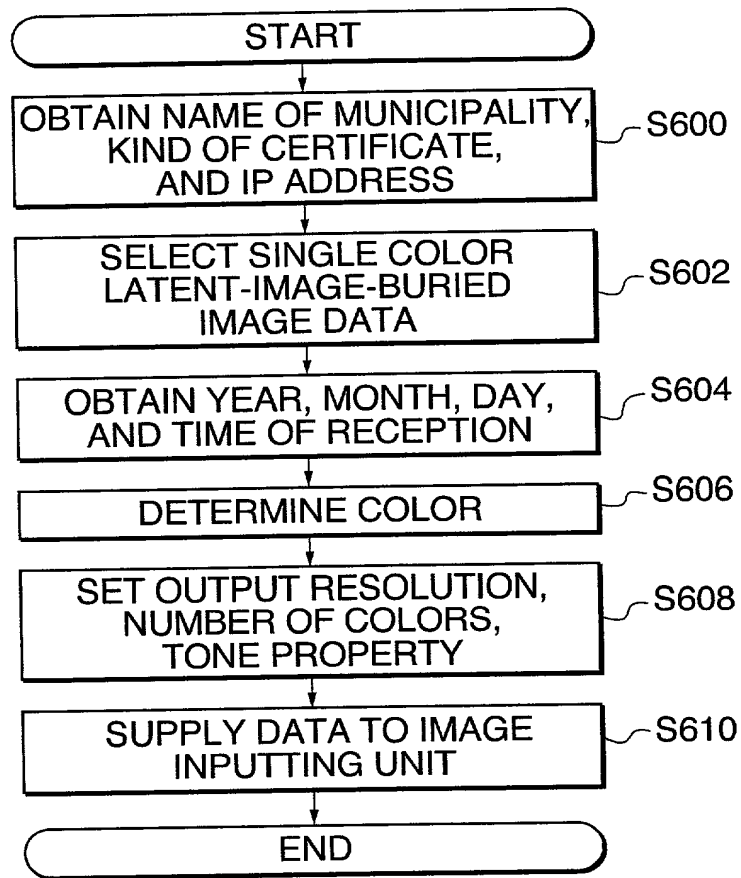 START
OBTAIN NAME OF MUNICIPALITY,
KIND OF CERTIFICATE,
AND IP ADDRESS
S600
SELECT SINGLE COLOR
LATENT-IMAGE-BURIED
IMAGE DATA
S602
OBTAIN YEAR, MONTH, DAY,
AND TIME OF RECEPTION
S604
DETERMINE COLOR
S606
SET OUTPUT RESOLUTION,
NUMBER OF COLORS,
TONE PROPERTY
S608
SUPPLY DATA TO IMAGE
INPUTTING UNIT
S610
END